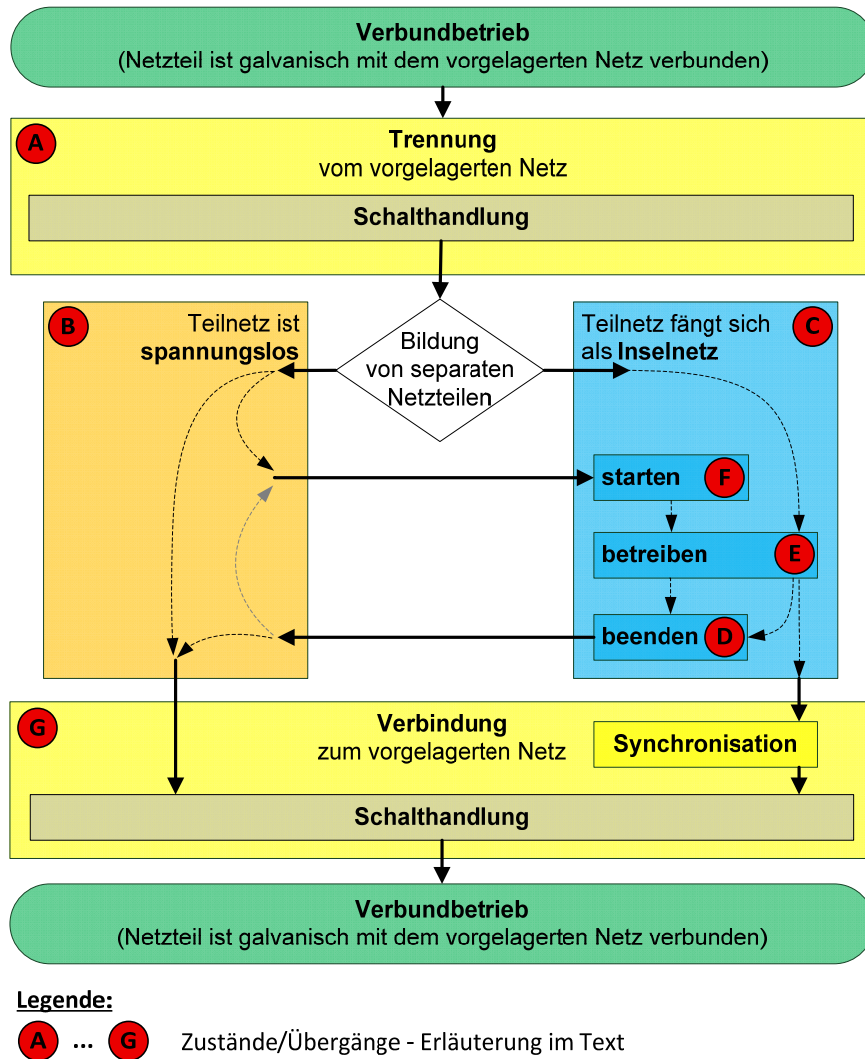 Verbundbetrieb
(Netzteil ist galvanisch mit dem vorgelagerten Netz verbunden)
A
Trennung
vom vorgelagerten Netz
Schalthandlung
B
Teilnetz ist
spannungslos
Bildung
von separaten
Netzteilen
Teilnetz fängt sich
als Inselnetz
C
starten
F
betreiben
E
beenden
D
G
Verbindung
zum vorgelagerten Netz
Synchronisation
Schalthandlung
Verbundbetrieb
(Netzteil ist galvanisch mit dem vorgelagerten Netz verbunden)
Legende:
A ... G Zustände/Übergänge - Erläuterung im Text